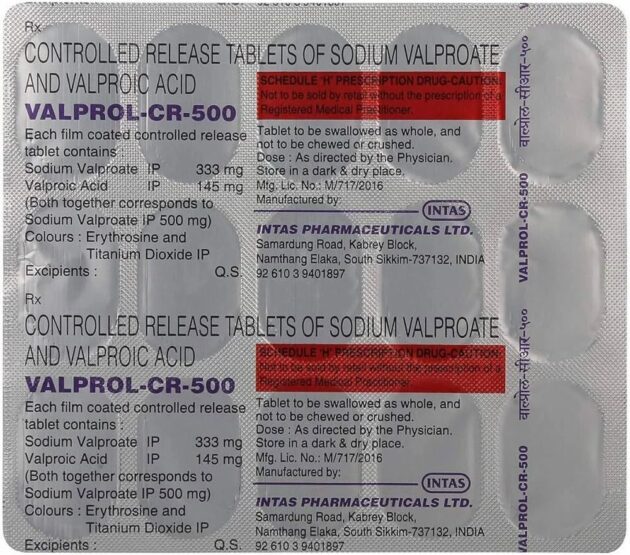 Q.S. 92 610 3 9401897
Rx
CONTROLLED RELEASE TABLETS OF SODIUM VALPROATE
AND VALPROIC ACID
VALPROL-CR-500
Each film coated controlled release
tablet contains
Sodium Valproate IP 333 mg
Valproic Acid IP 145 mg
(Both together corresponds to
Sodium Valproate IP 500 mg)
Colours : Erythrosine and
Titanium Dioxide IP
Excipients : Q.S.
SCHEDULE 'H' PRESCRIPTION DRUG-CAUTION:
Not to be sold by retail without the prescription of a
Registered Medical Practitioner.
Tablet to be swallowed as whole, and
not to be chewed or crushed.
Dose : As directed by the Physician.
Store in a dark & dry place.
Mfg. Lic. No.: M/717/2016
Manufactured by:
INTAS
INTAS PHARMACEUTICALS LTD.
Samardung Road, Kabrey Block,
Namthang Elaka, South Sikkim-737132, INDIA
92 610 3 9401897
Rx
CONTROLLED RELEASE TABLETS OF SODIUM VALPROATE
AND VALPROIC ACID
VALPROL-CR-500
Each film coated controlled release
tablet contains :
Sodium Valproate IP 333 mg
Valproic Acid IP 145 mg
(Both together corresponds to
Sodium Valproate IP 500 mg)
Colours : Erythrosine and
Titanium Dioxide IP
Excipients : Q.S.
SCHEDULE 'H' PRESCRIPTION DRUG-CAUTION:
Not to be sold by retail without the prescription of a
Registered Medical Practitioner.
Tablet to be swallowed as whole, and
not to be chewed or crushed.
Dose : As directed by the Physician.
Store in a dark & dry place.
Mfg. Lic. No.: M/717/2016
Manufactured by:
INTAS
INTAS PHARMACEUTICALS LTD.
Samardung Road, Kabrey Block,
Namthang Elaka, South Sikkim-737132, INDIA
92 610 3 9401897
VALPROL-CR-500 वाल्प्रोल-सीआर-५००
VALPROL-CR-500 वाल्प्रोल-सीआर-५००